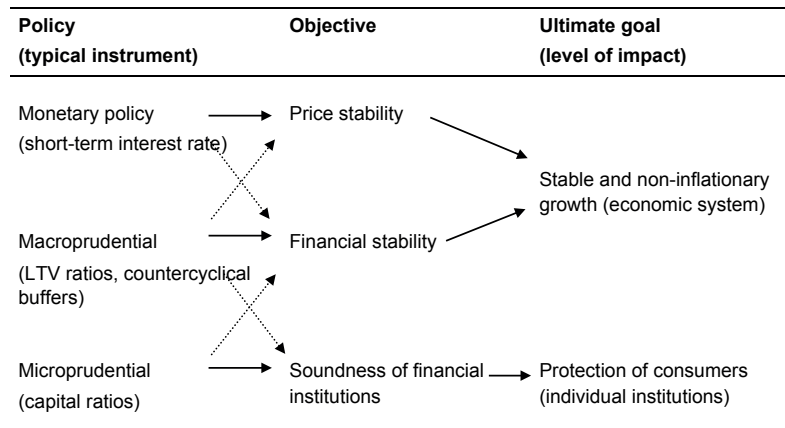 Policy
(typical instrument)
Objective
Ultimate goal
(level of impact)
Monetary policy
(short-term interest rate)
Price stability
Stable and non-inflationary
growth (economic system)
Macroprudential
(LTV ratios, countercyclical
buffers)
Financial stability
Microprudential
(capital ratios)
Soundness of financial
institutions
Protection of consumers
(individual institutions)